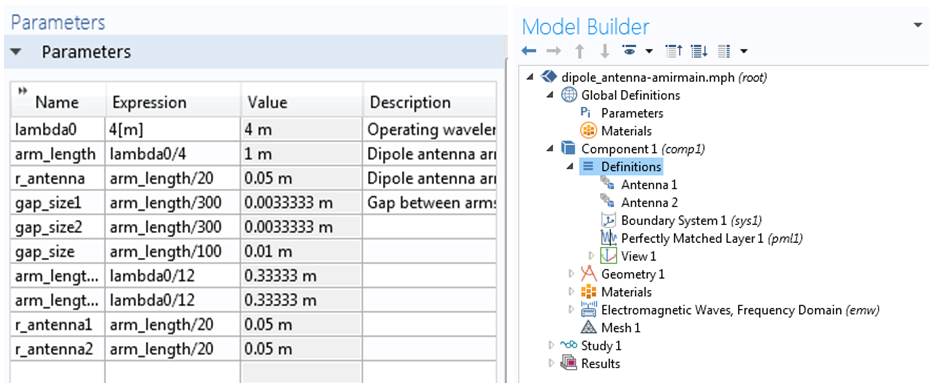 Parameters
Parameters
Name Expression Value Description
lambda0 4[m] 4 m Operating waveler
arm_length lambda0/4 1 m Dipole antenna arr
r_antenna arm_length/20 0.05 m Dipole antenna arr
gap_size1 arm_length/300 0.0033333 m Gap between arms
gap_size2 arm_length/300 0.0033333 m
gap_size arm_length/100 0.01 m
arm_lengt... lambda0/12 0.33333 m
arm_lengt... lambda0/12 0.33333 m
r_antenna1 arm_length/20 0.05 m
r_antenna2 arm_length/20 0.05 m
Model Builder
dipole_antenna-amirmain.mph (root)
Global Definitions
Pi Parameters
Materials
Component 1 (comp1)
Definitions
Antenna 1
Antenna 2
Boundary System 1 (sys1)
Perfectly Matched Layer 1 (pml1)
View 1
Geometry 1
Materials
Electromagnetic Waves, Frequency Domain (emw)
Mesh 1
Study 1
Results